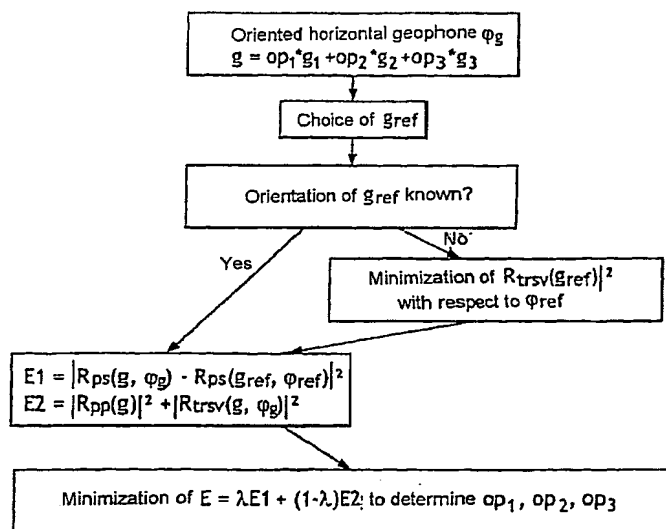 Oriented horizontal geophone φg
g = op1*g1 +op2*g2 +op3*g3
Choice of gref
Orientation of gref known?
No
Yes
Minimization of Rtrsv(gref)|²
with respect to φref
E1 = |Rps(g, φg) - Rps(gref, φref)|²
E2 = |Rpp(g)|² +|Rtrsv(g, φg)|²
Minimization of E = λE1 + (1-λ)E2: to determine op1, op2, op3